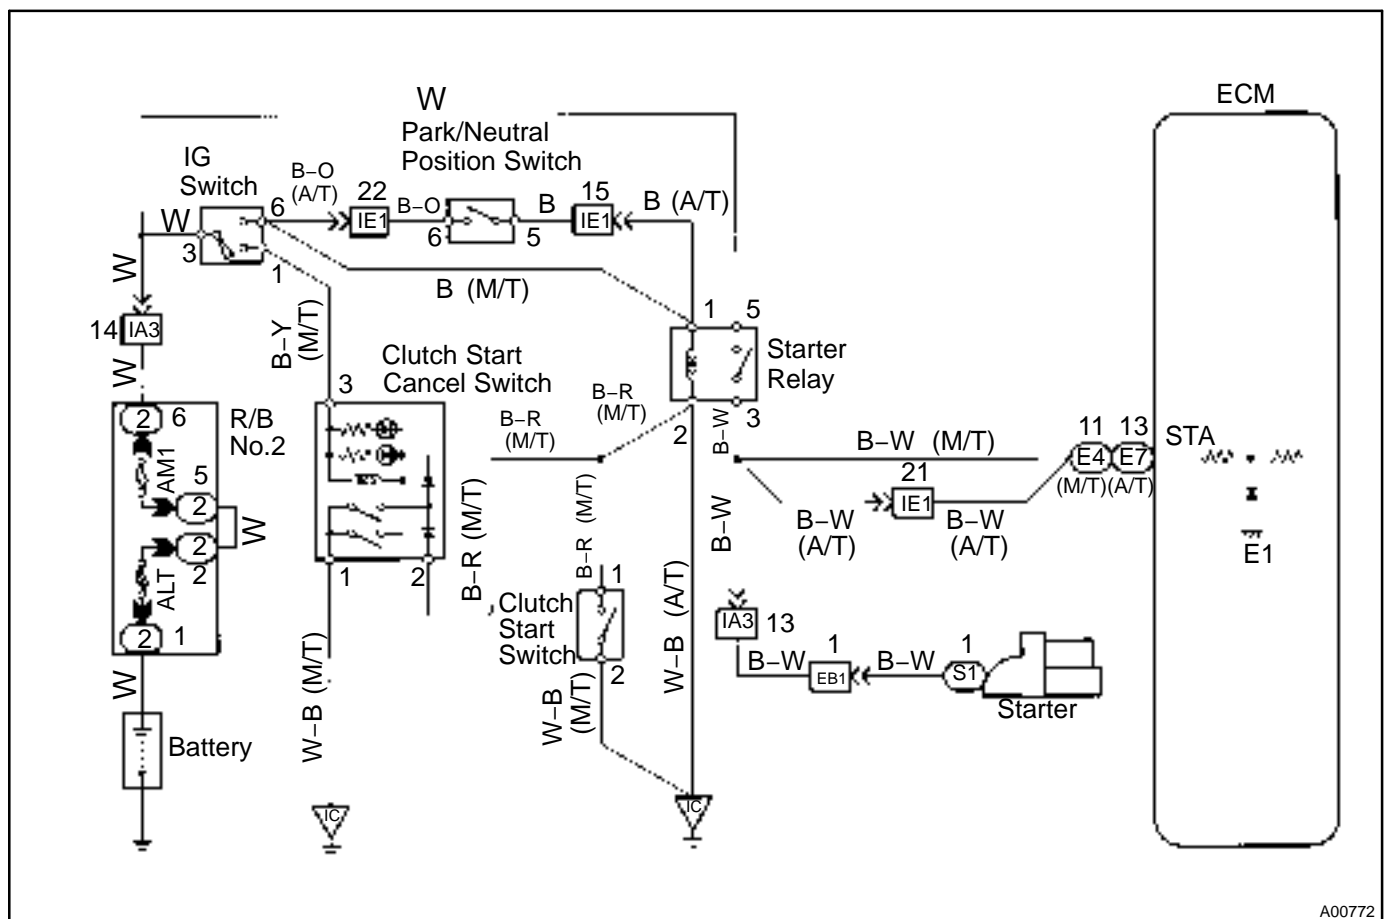 W
ECM
Park/Neutral
Position Switch
IG
Switch
B–O
(A/T)
22
15
W
6
IE1
B–O
B
IE1
B (A/T)
3
6
5
1
W
B (M/T)
14
IA3
B–Y
(M/T)
1
5
W
Clutch Start
Cancel Switch
Starter
Relay
3
B–R
(M/T)
2
6
R/B
No.2
B–R
(M/T)
2
B–W
3
AM1
5
2
W
2
2
ALT
2
1
B–W (M/T)
11
13
STA
E4
E7
(M/T)
(A/T)
21
IE1
B–W
(A/T)
B–W
(A/T)
E1
B–R (M/T)
B–R (M/T)
B–W
1
2
1
Clutch
Start
Switch
2
W–B (A/T)
IA3
13
W
1
1
B–W
EB1
B–W
S1
Starter
W–B (M/T)
W–B
(M/T)
Battery
IC
IC
A00772